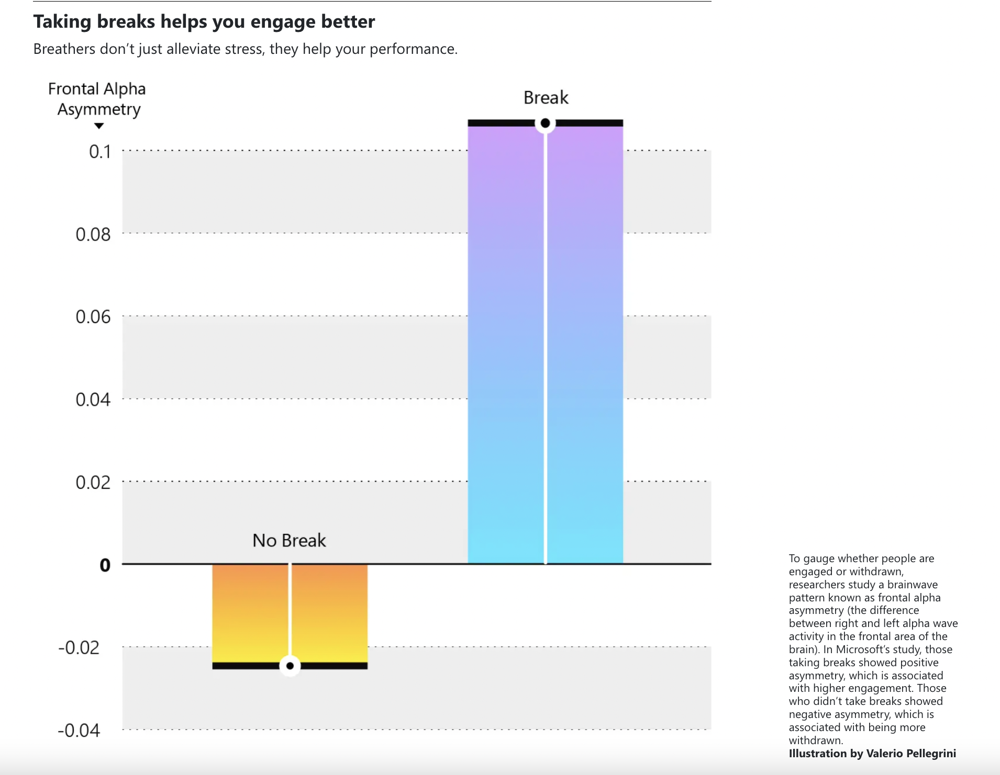 Taking breaks helps you engage better
Breathers don’t just alleviate stress, they help your performance.
Frontal Alpha
Asymmetry
Break
0.1
0.08
0.06
0.04
0.02
No Break
0
-0.02
-0.04
To gauge whether people are
engaged or withdrawn,
researchers study a brainwave
pattern known as frontal alpha
asymmetry (the difference
between right and left alpha wave
activity in the frontal area of the
brain). In Microsoft’s study, those
taking breaks showed positive
asymmetry, which is associated
with higher engagement. Those
who didn’t take breaks showed
negative asymmetry, which is
associated with being more
withdrawn.
Illustration by Valerio Pellegrini